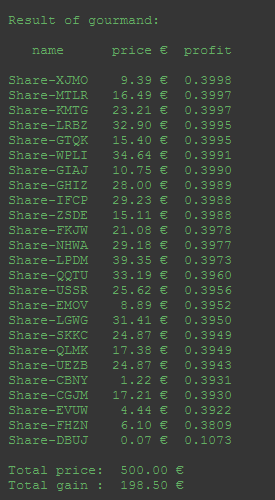 Result of gourmand:
name price € profit
Share-XJMO 9.39 € 0.3998
Share-MTLR 16.49 € 0.3997
Share-KMTG 23.21 € 0.3997
Share-LRBZ 32.90 € 0.3995
Share-GTQK 15.40 € 0.3995
Share-WPLI 34.64 € 0.3991
Share-GIAJ 10.75 € 0.3990
Share-GHIZ 28.00 € 0.3989
Share-IFCP 29.23 € 0.3988
Share-ZSDE 15.11 € 0.3988
Share-FKJW 21.08 € 0.3978
Share-NHWA 29.18 € 0.3977
Share-LPDM 39.35 € 0.3973
Share-QQTU 33.19 € 0.3960
Share-USSR 25.62 € 0.3956
Share-EMOV 8.89 € 0.3952
Share-LGWG 31.41 € 0.3950
Share-SKKC 24.87 € 0.3949
Share-QLMK 17.38 € 0.3949
Share-UEZB 24.87 € 0.3943
Share-CBNY 1.22 € 0.3931
Share-CGJM 17.21 € 0.3930
Share-EVUW 4.44 € 0.3922
Share-FHZN 6.10 € 0.3809
Share-DBUJ 0.07 € 0.1073
Total price: 500.00 €
Total gain : 198.50 €